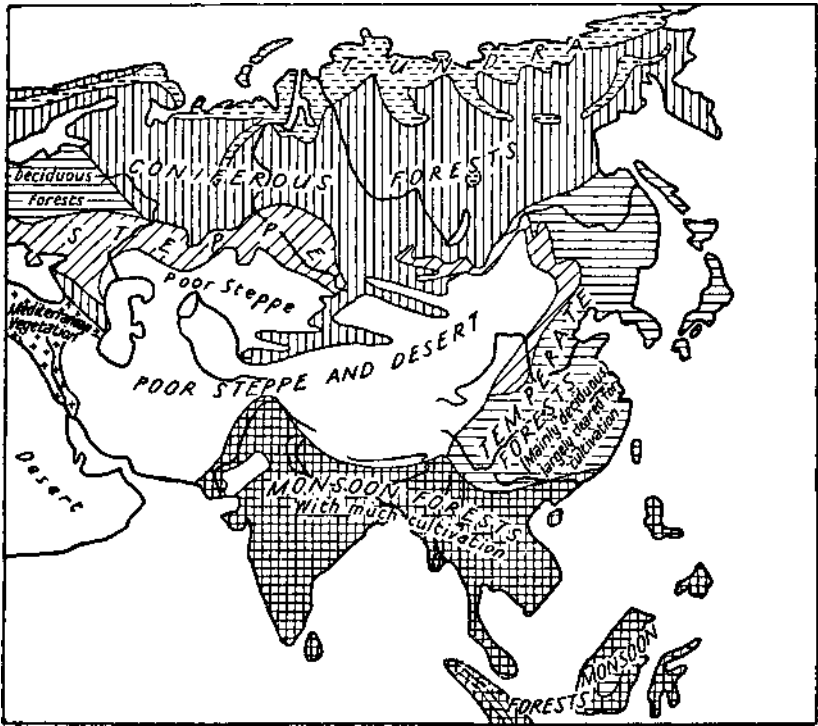 TUNDRA
CONIFEROUS FORESTS
Deciduous
Forests
STEPPE
Poor Steppe
Mediterranean
Vegetation
POOR STEPPE AND DESERT
TEMPERATE
FORESTS
(Mainly deciduous
largely cleared for
cultivation
Desert
MONSOON FORESTS
With much cultivation
MONSOON
FORESTS